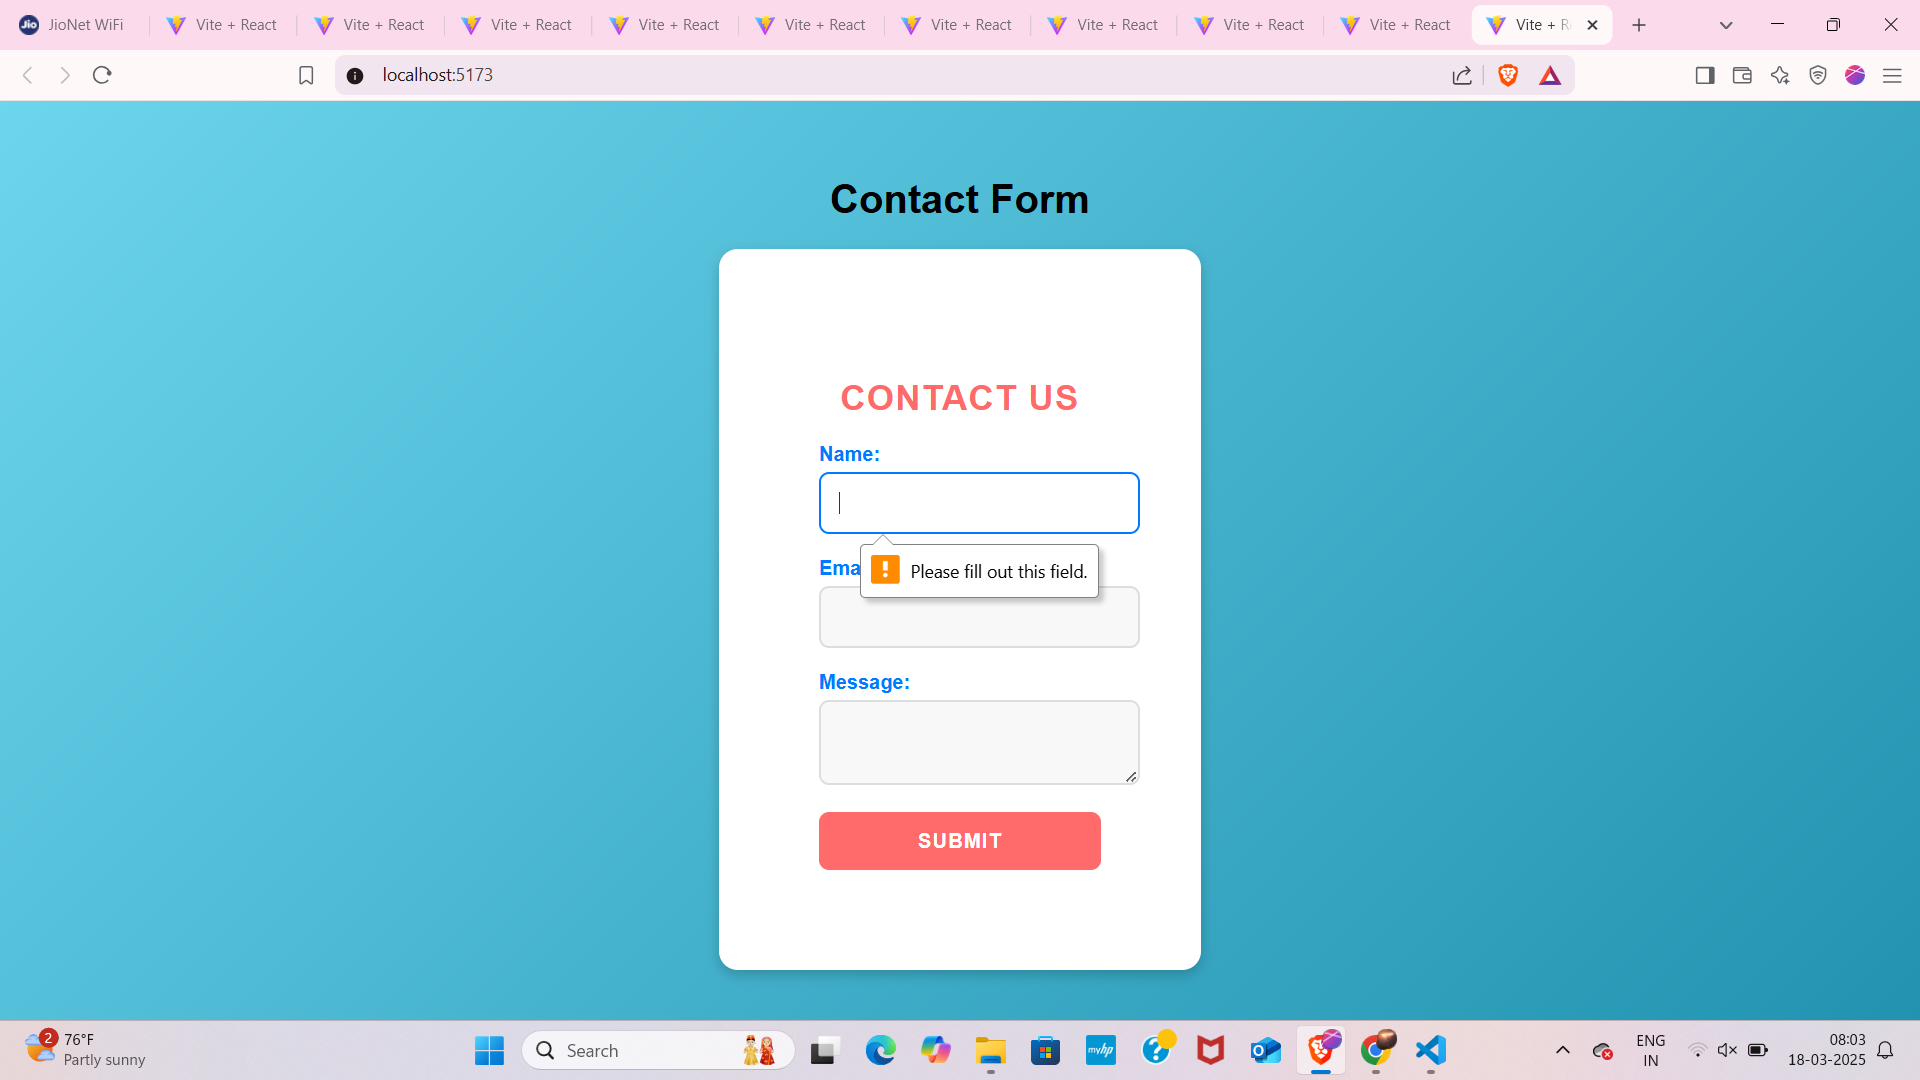 JioNet WiFi
Vite + React
Vite + React
Vite + React
Vite + React
Vite + React
Vite + React
Vite + React
Vite + React
Vite + React
Vite + R
localhost:5173
Contact Form
CONTACT US
Name:
Please fill out this field.
Ema
Message:
SUBMIT
2
76°F
Partly sunny
Search
myhp
ENG
IN
08:03
18-03-2025